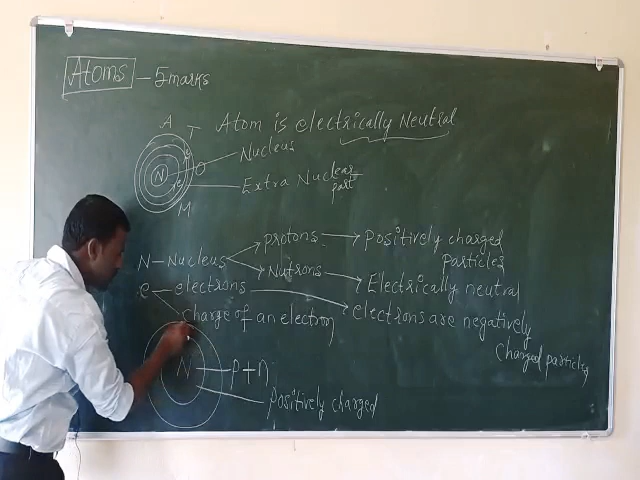 Atoms - 5marks
A T O M
Atom is electrically Neutral
Nucleus
N
e
e
Extra Nuclear
part
N - Nucleus
protons
positively charged
particles
Nutrons
Electrically neutral
e - electrons
electrons are negatively
charged particles
charge of an electron
N
p+n
positively charged